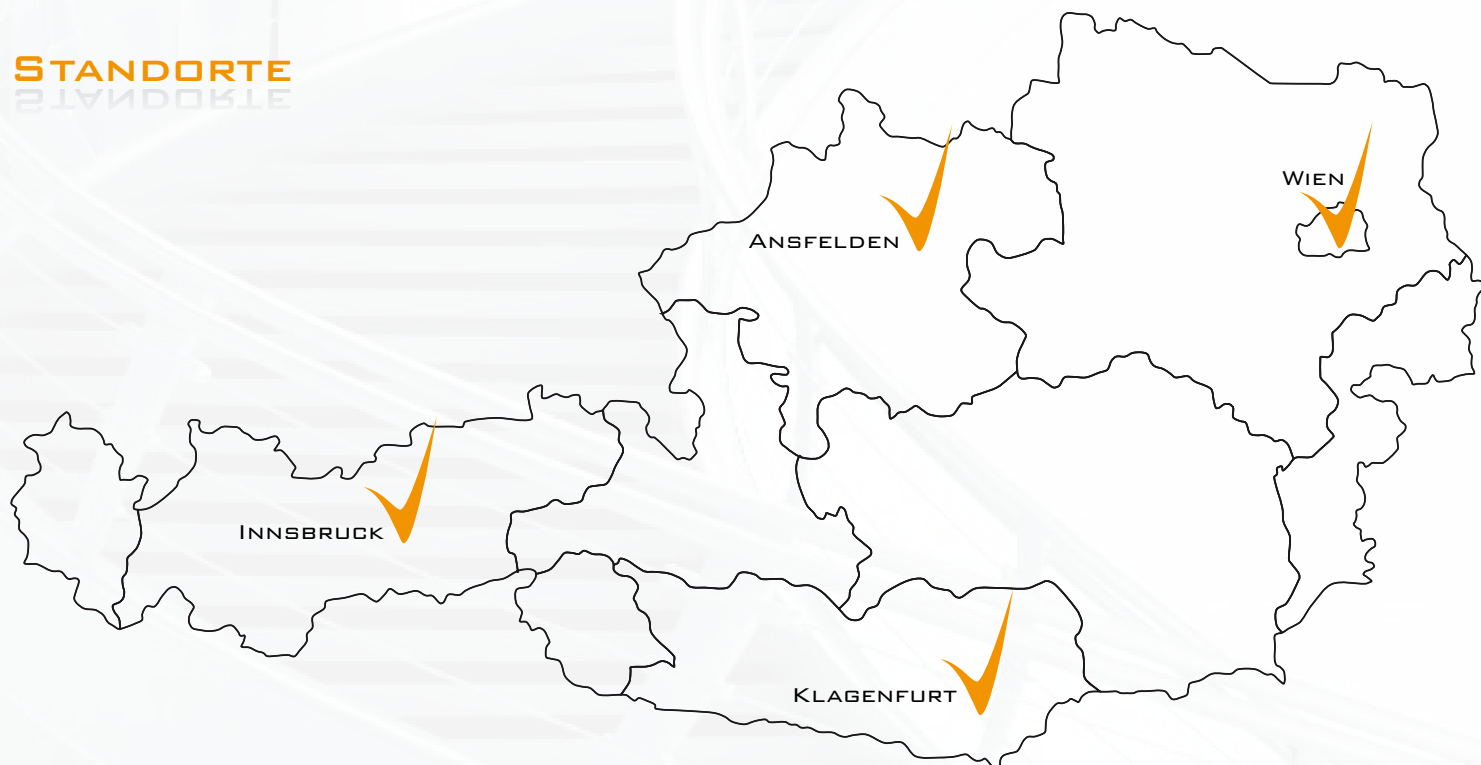 STANDORTE
WIEN
ANSFELDEN
INNSBRUCK
KLAGENFURT